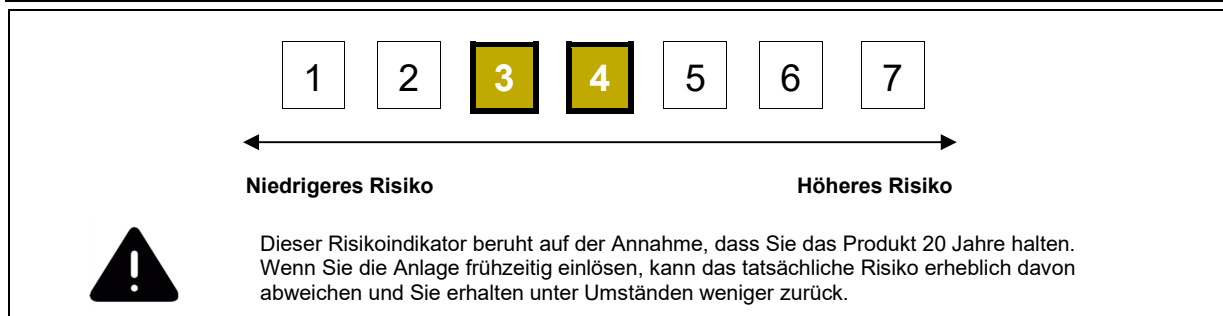 1 2 3 4 5 6 7
Niedrigeres Risiko Höheres Risiko
Dieser Risikoindikator beruht auf der Annahme, dass Sie das Produkt 20 Jahre halten.
Wenn Sie die Anlage frühzeitig einlösen, kann das tatsächliche Risiko erheblich davon
abweichen und Sie erhalten unter Umständen weniger zurück.